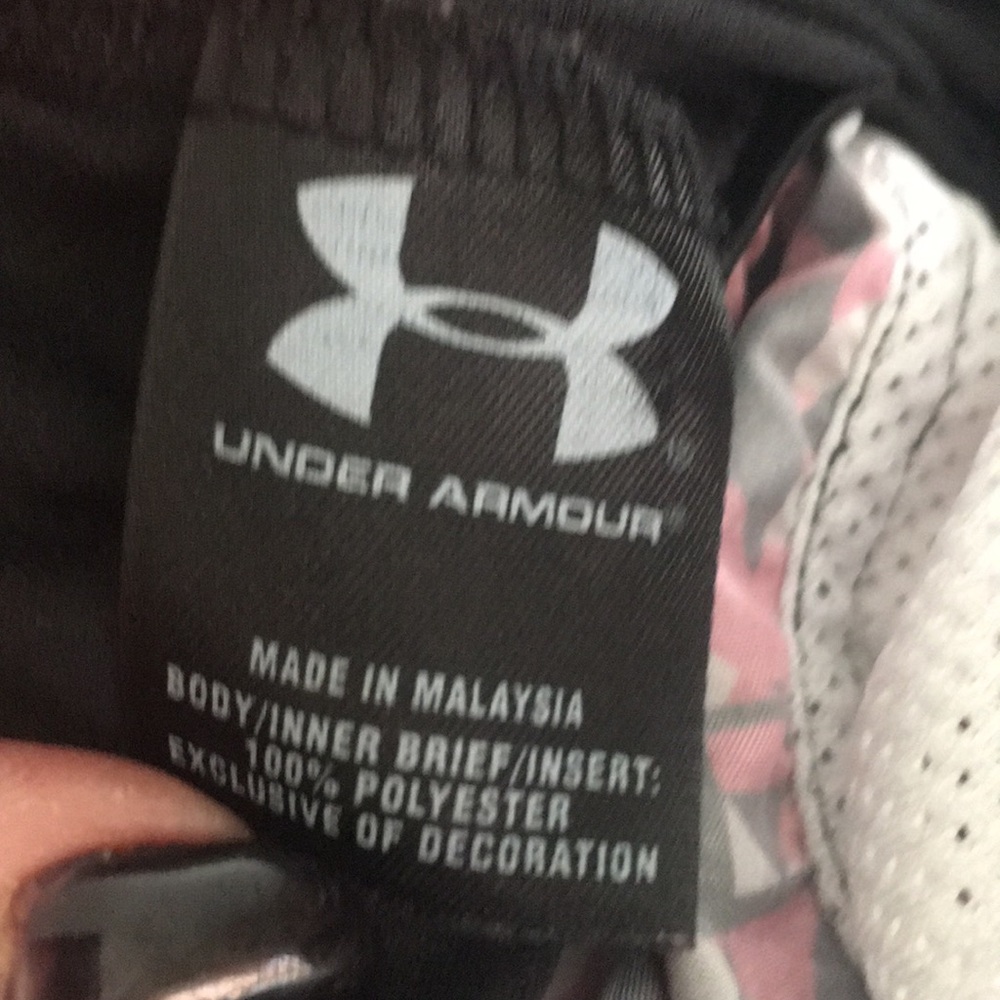 UNDER ARMOUR
MADE IN MALAYSIA
BODY/INNER BRIEF/INSERT:
100% POLYESTER
EXCLUSIVE OF DECORATION